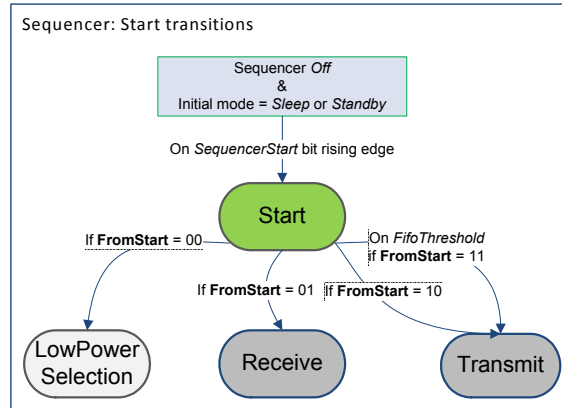 Sequencer: Start transitions
Sequencer Off
&
Initial mode = Sleep or Standby
On SequencerStart bit rising edge
Start
If FromStart = 00
On FifoThreshold
if FromStart = 11
If FromStart = 01
If FromStart = 10
LowPower
Selection
Receive
Transmit